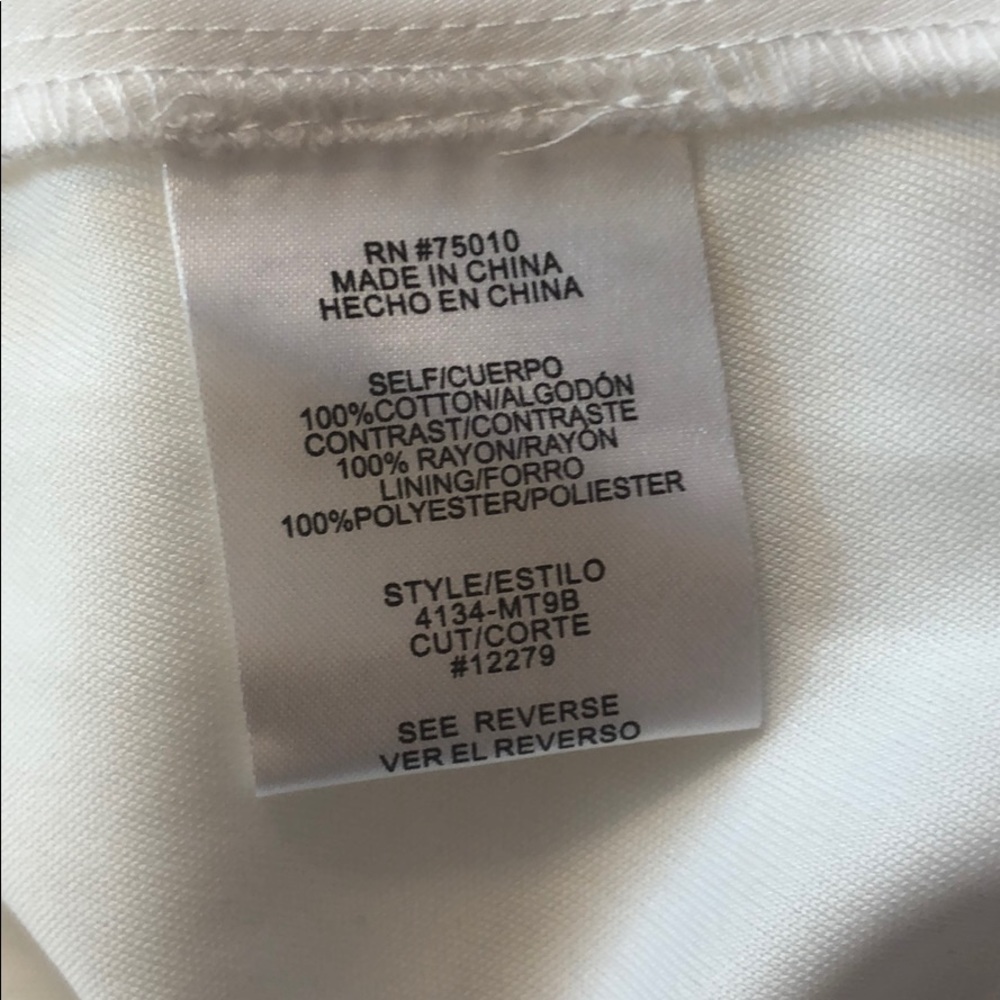 RN #75010
MADE IN CHINA
HECHO EN CHINA
SELF/CUERPO
100%COTTON/ALGODÓN
CONTRAST/CONTRASTE
100% RAYON/RAYÓN
LINING/FORRO
100%POLYESTER/POLIESTER
STYLE/ESTILO
4134-MT9B
CUT/CORTE
#12279
SEE REVERSE
VER EL REVERSO